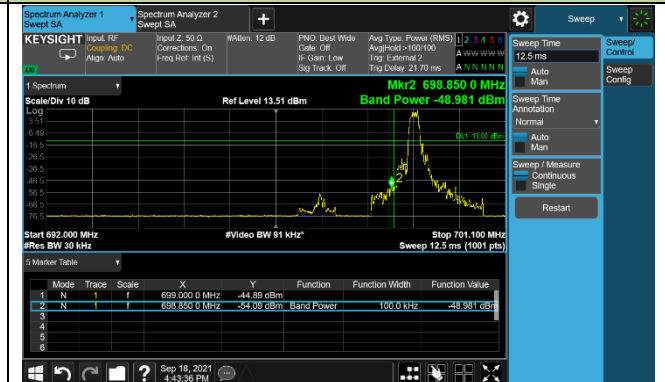 Spectrum Analyzer 1
Swept SA
Spectrum Analyzer 2
Swept SA
Sweep
KEYSIGHT
Input: RF
Coupling: DC
Align: Auto
Input Z: 50 Ω
Corrections: On
Freq Ref: Int (S)
#Atten: 12 dB
PNO: Best Wide
Gate: Off
IF Gain: Low
Sig Track: Off
Avg Type: Power (RMS)
Avg|Hold:>100/100
Trig: External 2
Trig Delay: 21.70 ms
1 2 3 4 5 6
A W W W W W
A N N N N N
1 Spectrum
Scale/Div 10 dB
Ref Level 13.51 dBm
Mkr2 698.850 0 MHz
Band Power -48.981 dBm
Log
3.51
-6.49
-16.5
-26.5
-36.5
-46.5
-56.5
-66.5
-76.5
DL1 -13.00 dBm
2
Start 692.000 MHz
#Video BW 91 kHz*
Stop 701.100 MHz
#Res BW 30 kHz
Sweep 12.5 ms (1001 pts)
5 Marker Table
Mode Trace Scale X Y Function Function Width Function Value
1 N 1 f 699.000 0 MHz -44.89 dBm
2 N 1 f 698.850 0 MHz -54.09 dBm Band Power 100.0 kHz -48.981 dBm
3
4
5
6
Sweep Time
12.5 ms
Auto
Man
Sweep Time
Annotation
Normal
Auto
Man
Sweep / Measure
Continuous
Single
Restart
Sweep/
Control
Sweep
Config
Sep 18, 2021
4:43:36 PM